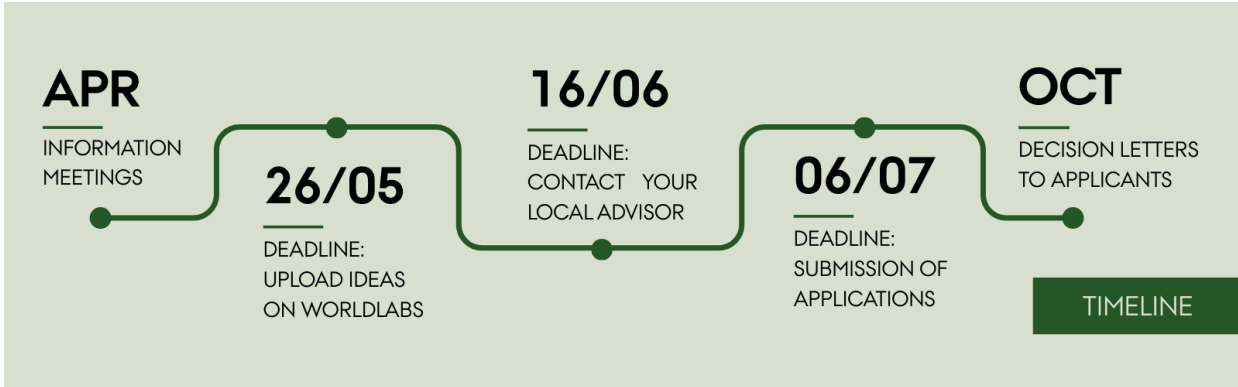 APR
INFORMATION
MEETINGS
26/05
DEADLINE:
UPLOAD IDEAS
ON WORLDLABS
16/06
DEADLINE:
CONTACT YOUR
LOCAL ADVISOR
06/07
DEADLINE:
SUBMISSION OF
APPLICATIONS
OCT
DECISION LETTERS
TO APPLICANTS
TIMELINE